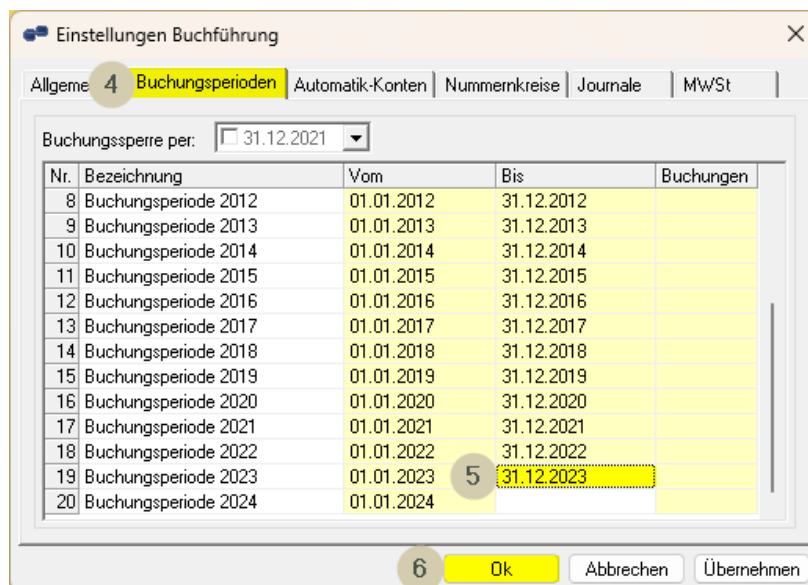 Einstellungen Buchführung
Allgeme 4 Buchungsperioden Automatik-Konten Nummernkreise Journale MWSt
Buchungssperre per: 31.12.2021
Nr. Bezeichnung Vom Bis Buchungen
8 Buchungsperiode 2012 01.01.2012 31.12.2012
9 Buchungsperiode 2013 01.01.2013 31.12.2013
10 Buchungsperiode 2014 01.01.2014 31.12.2014
11 Buchungsperiode 2015 01.01.2015 31.12.2015
12 Buchungsperiode 2016 01.01.2016 31.12.2016
13 Buchungsperiode 2017 01.01.2017 31.12.2017
14 Buchungsperiode 2018 01.01.2018 31.12.2018
15 Buchungsperiode 2019 01.01.2019 31.12.2019
16 Buchungsperiode 2020 01.01.2020 31.12.2020
17 Buchungsperiode 2021 01.01.2021 31.12.2021
18 Buchungsperiode 2022 01.01.2022 31.12.2022
19 Buchungsperiode 2023 01.01.2023 5 31.12.2023
20 Buchungsperiode 2024 01.01.2024
6 Ok Abbrechen Übernehmen